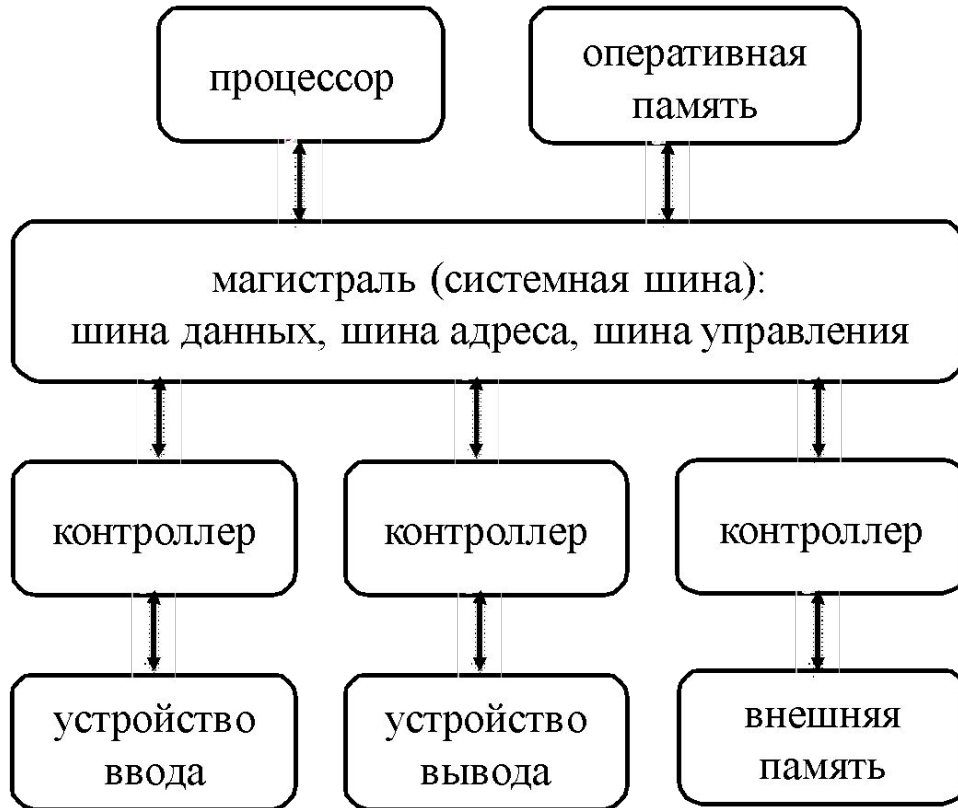 процессор
оперативная
память
магистраль (системная шина):
шина данных, шина адреса, шина управления
контроллер
контроллер
контроллер
устройство
ввода
устройство
вывода
внешняя
память